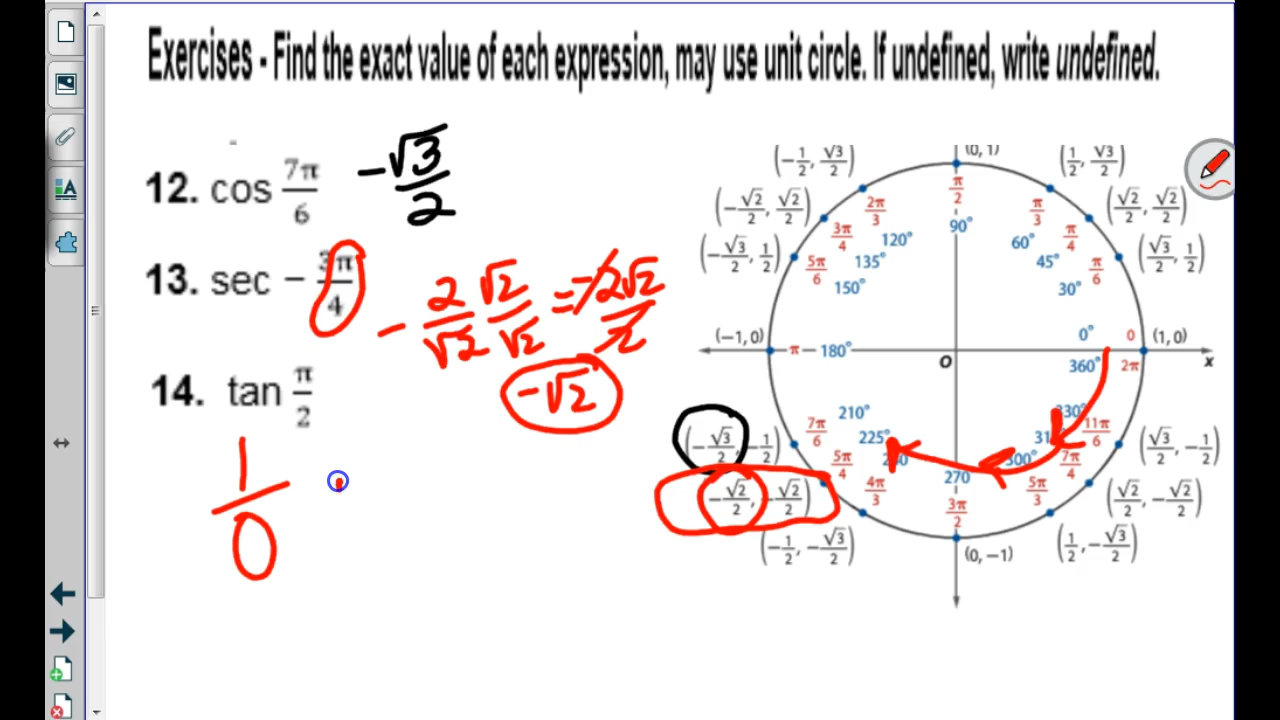 Exercises - Find the exact value of each expression, may use unit circle. If undefined, write undefined.
12. cos 7π/6 -√3/2
13. sec - 3π/4
- 2/√2 √2/√2 = -2√2/2
-√2
14. tan π/2
1/0
(0, 1)
(-1/2, √3/2)
(1/2, √3/2)
(-√2/2, √2/2)
(√2/2, √2/2)
(-√3/2, 1/2)
(√3/2, 1/2)
π/2
90°
2π/3
120°
3π/4
135°
5π/6
150°
π/3
60°
π/4
45°
π/6
30°
(-1, 0)
π 180°
0° 0 (1, 0)
360° 2π
O
x
210°
7π/6
225°
5π/4
4π/3
270
3π/2
300°
5π/3
7π/4
330°
11π/6
(-√3/2, -1/2)
(√3/2, -1/2)
(-√2/2, -√2/2)
(√2/2, -√2/2)
(-1/2, -√3/2)
(0, -1)
(1/2, -√3/2)